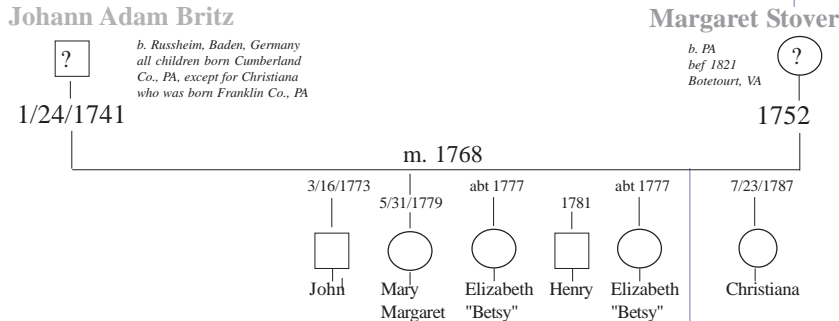 Johann Adam Britz
Margaret Stover
?
b. Russheim, Baden, Germany
all children born Cumberland
Co., PA, except for Christiana
who was born Franklin Co., PA
b. PA
bef 1821
Botetourt, VA
?
1/24/1741
1752
m. 1768
3/16/1773
5/31/1779
abt 1777
1781
abt 1777
7/23/1787
John
Mary
Margaret
Elizabeth
"Betsy"
Henry
Elizabeth
"Betsy"
Christiana